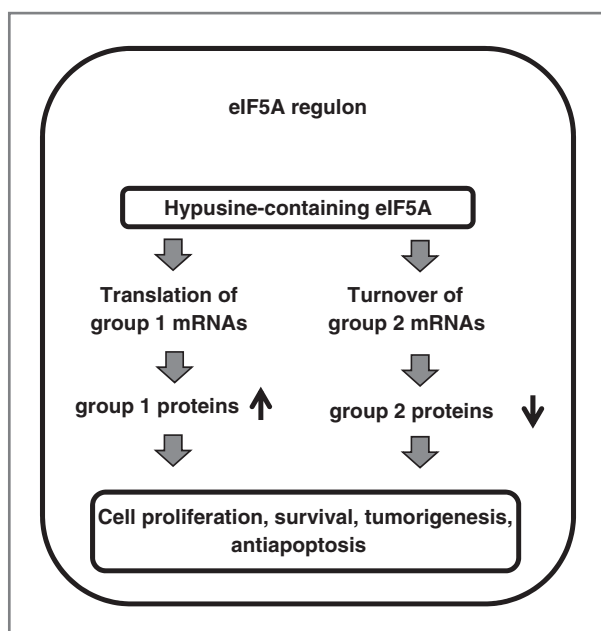 eIF5A regulon
Hypusine-containing eIF5A
Translation of
group 1 mRNAs
Turnover of
group 2 mRNAs
group 1 proteins
group 2 proteins
Cell proliferation, survival, tumorigenesis,
antiapoptosis